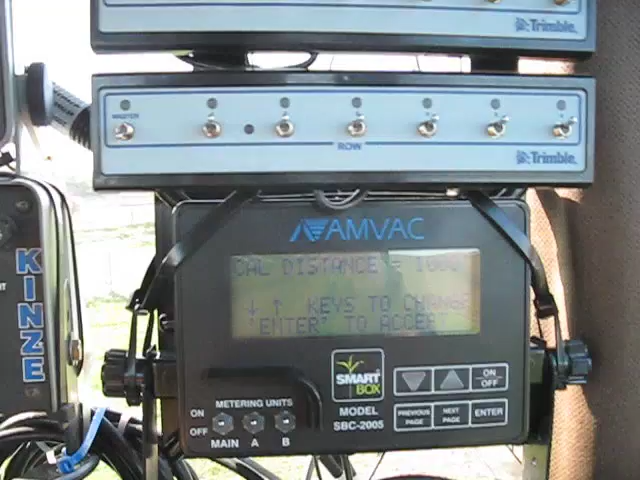 Trimble
MASTER
ROW
Trimble
KINZE
AMVAC
CAL DISTANCE = 1000
↓ ↑ KEYS TO CHANGE
'ENTER' TO ACCEPT
SMART
BOX
MODEL
SBC-2005
METERING UNITS
ON
OFF
MAIN A B
ON
OFF
PREVIOUS
PAGE
NEXT
PAGE
ENTER